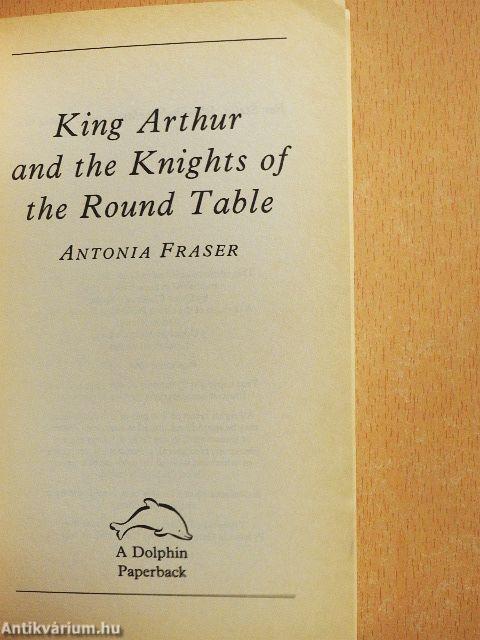 King Arthur
and the Knights of
the Round Table
ANTONIA FRASER
A Dolphin
Paperback
Antikvárium.hu